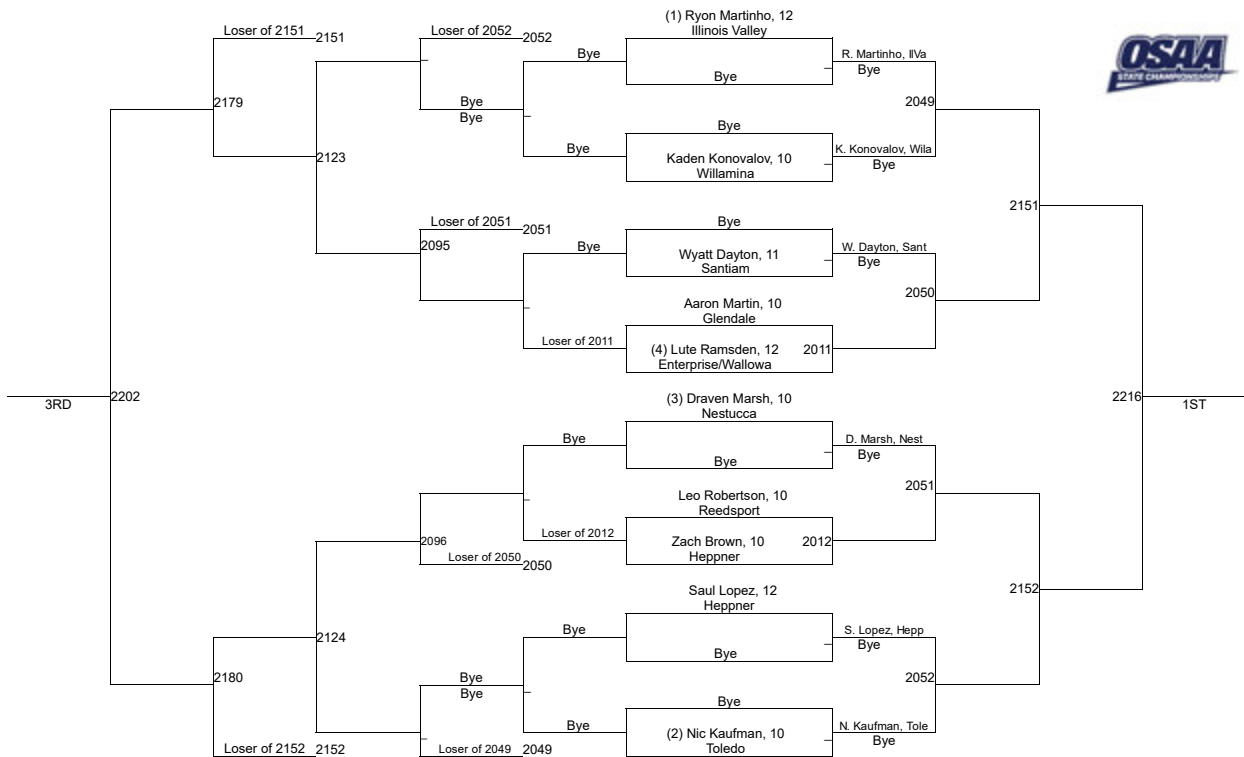 (1) Ryon Martinho, 12
Illinois Valley
Loser of 2151
2151
Loser of 2052
2052
OSAA
STATE CHAMPIONSHIPS
Bye
R. Martinho, IlVa
Bye
Bye
2179
Bye
Bye
2049
Bye
2123
Bye
Kaden Konovalov, 10
Willamina
K. Konovalov, Wila
Bye
2151
Loser of 2051
2051
Bye
2095
Bye
Wyatt Dayton, 11
Santiam
W. Dayton, Sant
Bye
2050
Aaron Martin, 10
Glendale
Loser of 2011
(4) Lute Ramsden, 12
Enterprise/Wallowa
2011
3RD
2202
2216
1ST
(3) Draven Marsh, 10
Nestucca
Bye
D. Marsh, Nest
Bye
Bye
2051
Leo Robertson, 10
Reedsport
2096
Loser of 2012
Zach Brown, 10
Heppner
2012
Loser of 2050
2050
2152
Saul Lopez, 12
Heppner
2124
Bye
S. Lopez, Hepp
Bye
Bye
2180
Bye
Bye
2052
Bye
Bye
(2) Nic Kaufman, 10
Toledo
N. Kaufman, Tole
Bye
Loser of 2152
2152
Loser of 2049
2049